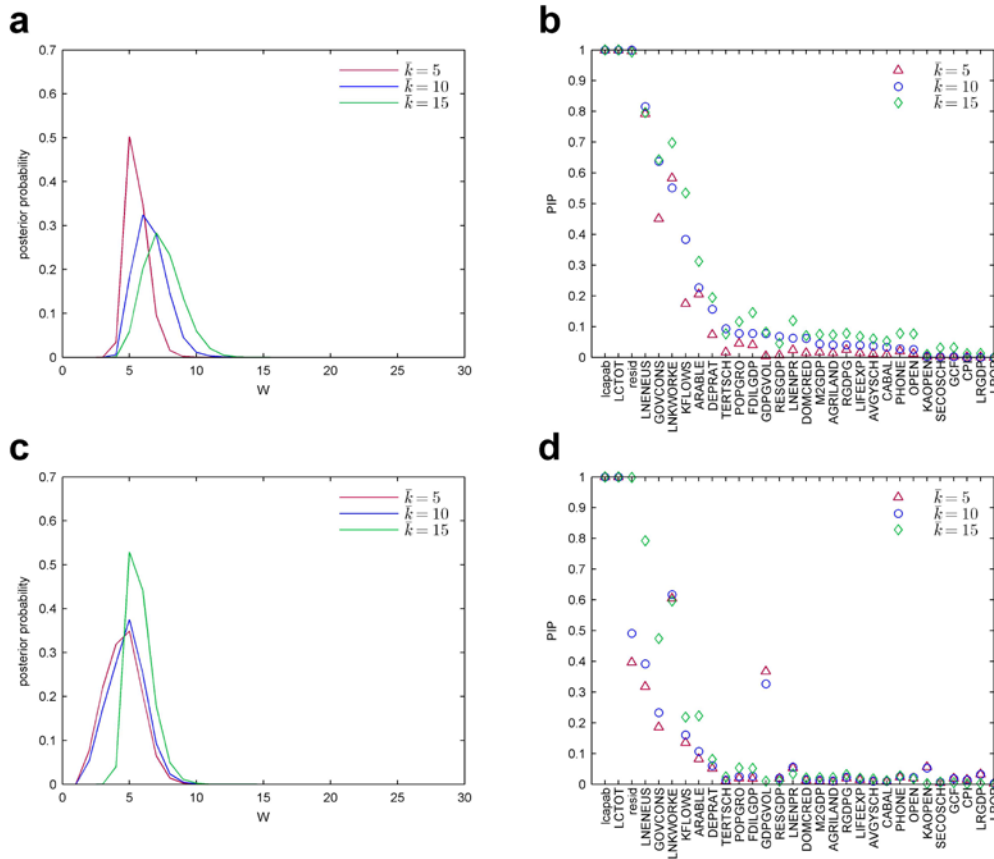 a
b
0.7
0.6
0.5
0.4
0.3
0.2
0.1
0
posterior probability
k̄ = 5
k̄ = 10
k̄ = 15
0 5 10 15 20 25 30
W
1
0.9
0.8
0.7
0.6
0.5
0.4
0.3
0.2
0.1
0
PIP
k̄ = 5
k̄ = 10
k̄ = 15
lcapab
LCTOT
resid
LNENEUS
GOVCONS
LNKWORKE
KFLOWS
ARABLE
DEPRAT
TERTSCH
POPGRO
FDILGDP
GDPGVOL
RESGDP
LNENPR
DOMCRED
M2GDP
AGRILAND
RGDPG
LIFEEXP
AVGYSCH
CABAL
PHONE
OPEN
KAOPEN
SECOSCH
GCF
CPI
LRGDP
c
d
0.7
0.6
0.5
0.4
0.3
0.2
0.1
0
posterior probability
k̄ = 5
k̄ = 10
k̄ = 15
0 5 10 15 20 25 30
W
1
0.9
0.8
0.7
0.6
0.5
0.4
0.3
0.2
0.1
0
PIP
k̄ = 5
k̄ = 10
k̄ = 15
lcapab
LCTOT
resid
LNENEUS
GOVCONS
LNKWORKE
KFLOWS
ARABLE
DEPRAT
TERTSCH
POPGRO
FDILGDP
GDPGVOL
RESGDP
LNENPR
DOMCRED
M2GDP
AGRILAND
RGDPG
LIFEEXP
AVGYSCH
CABAL
PHONE
OPEN
KAOPEN
SECOSCH
GCF
CPI
LRGDP